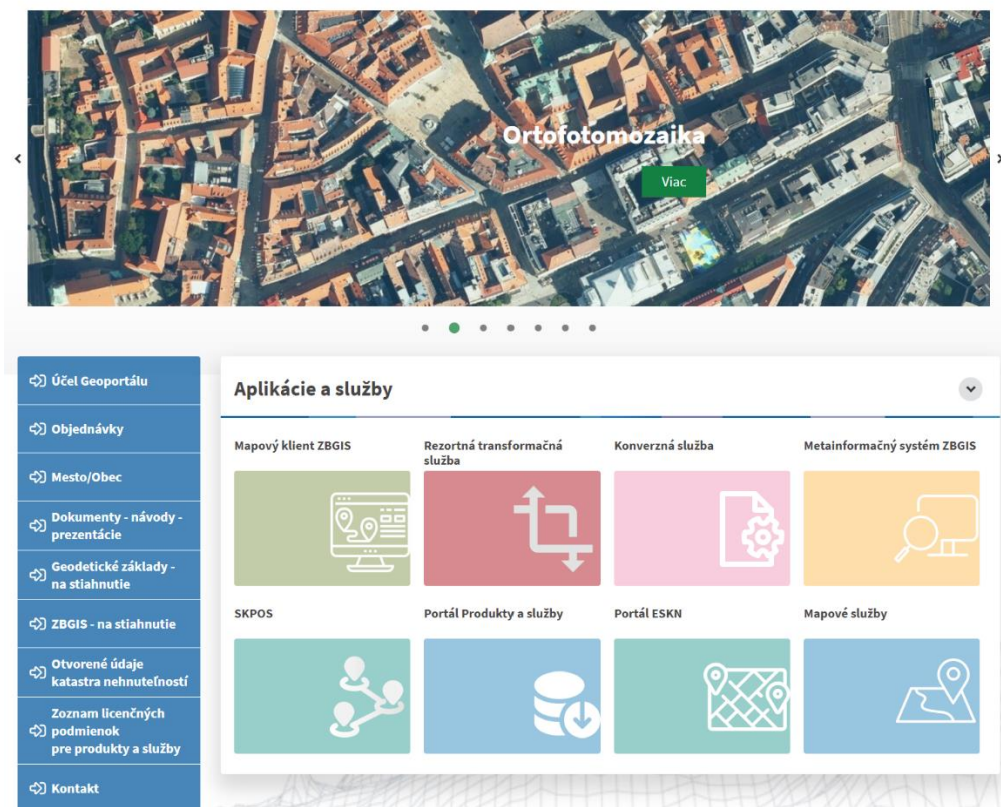 Ortofotomozaika
Viac
Účel Geoportálu
Objednávky
Mesto/Obec
Dokumenty - návody -
prezentácie
Geodetické základy -
na stiahnutie
ZBGIS - na stiahnutie
Otvorené údaje
katastra nehnuteľností
Zoznam licenčných
podmienok
pre produkty a služby
Kontakt
Aplikácie a služby
Mapový klient ZBGIS
Rezortná transformačná
služba
Konverzná služba
Metainformačný systém ZBGIS
SKPOS
Portál Produkty a služby
Portál ESKN
Mapové služby